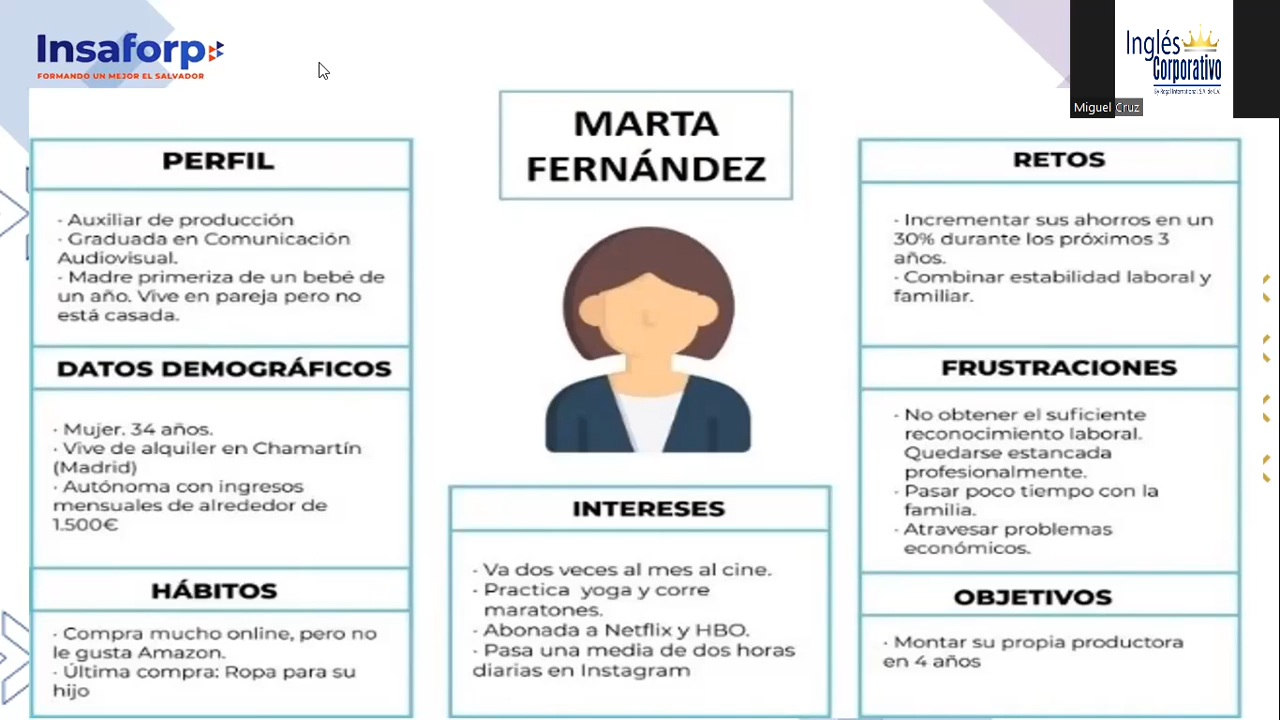 Insaforp
FORMANDO UN MEJOR EL SALVADOR
Inglés
Corporativo
By Regal International S.A. de C.V.
Miguel Cruz
MARTA
FERNÁNDEZ
PERFIL
· Auxiliar de producción
· Graduada en Comunicación
Audiovisual.
· Madre primeriza de un bebé de
un año. Vive en pareja pero no
está casada.
DATOS DEMOGRÁFICOS
· Mujer. 34 años.
· Vive de alquiler en Chamartín
(Madrid)
· Autónoma con ingresos
mensuales de alrededor de
1.500€
HÁBITOS
· Compra mucho online, pero no
le gusta Amazon.
· Última compra: Ropa para su
hijo
INTERESES
· Va dos veces al mes al cine.
· Practica yoga y corre
maratones.
· Abonada a Netflix y HBO.
· Pasa una media de dos horas
diarias en Instagram
RETOS
· Incrementar sus ahorros en un
30% durante los próximos 3
años.
· Combinar estabilidad laboral y
familiar.
FRUSTRACIONES
· No obtener el suficiente
reconocimiento laboral.
Quedarse estancada
profesionalmente.
· Pasar poco tiempo con la
familia.
· Atravesar problemas
económicos.
OBJETIVOS
· Montar su propia productora
en 4 años